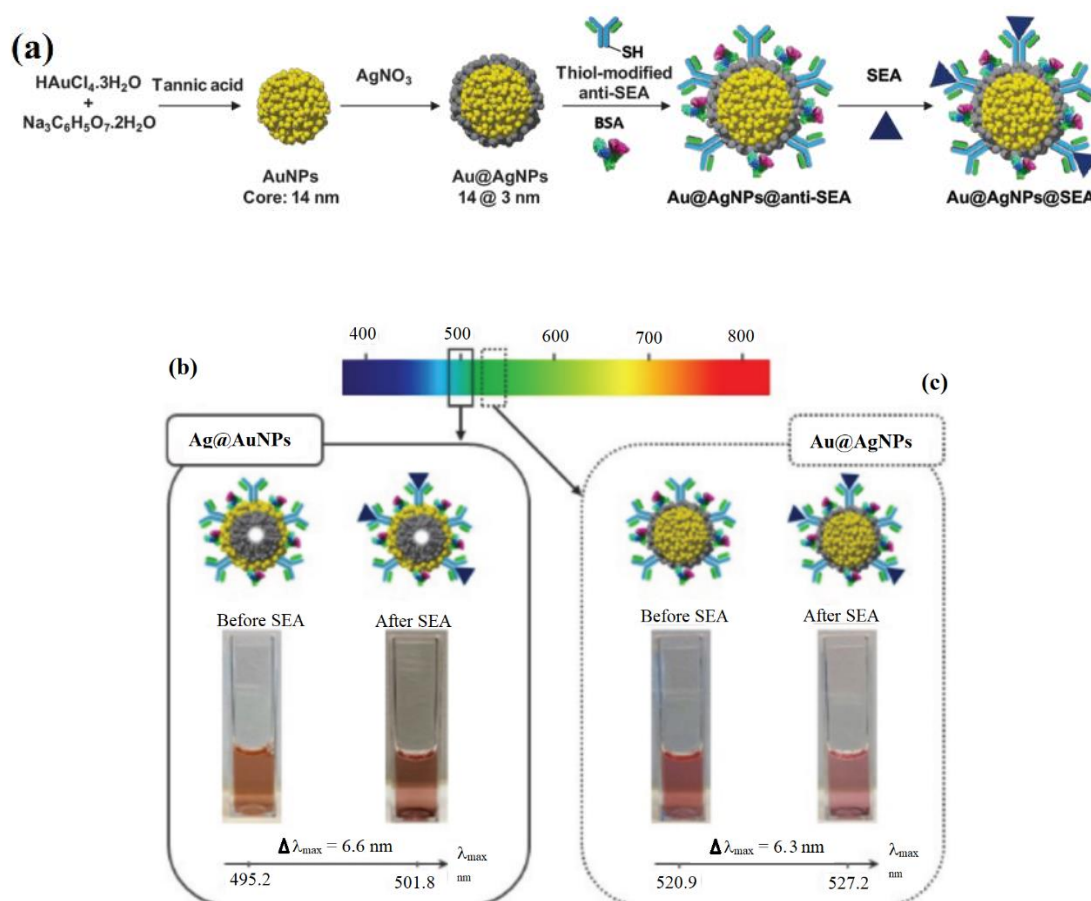 (a)
HAuCl₄.3H₂O
+
Na₃C₆H₅O₇.2H₂O
Tannic acid
AuNPs
Core: 14 nm
AgNO₃
Au@AgNPs
14 @ 3 nm
SH
Thiol-modified
anti-SEA
BSA
Au@AgNPs@anti-SEA
SEA
Au@AgNPs@SEA
400 500 600 700 800
(b)
(c)
Ag@AuNPs
Before SEA
After SEA
Δ λmax = 6.6 nm
λmax
nm
495.2
501.8
Au@AgNPs
Before SEA
After SEA
Δ λmax = 6.3 nm
λmax
nm
520.9
527.2